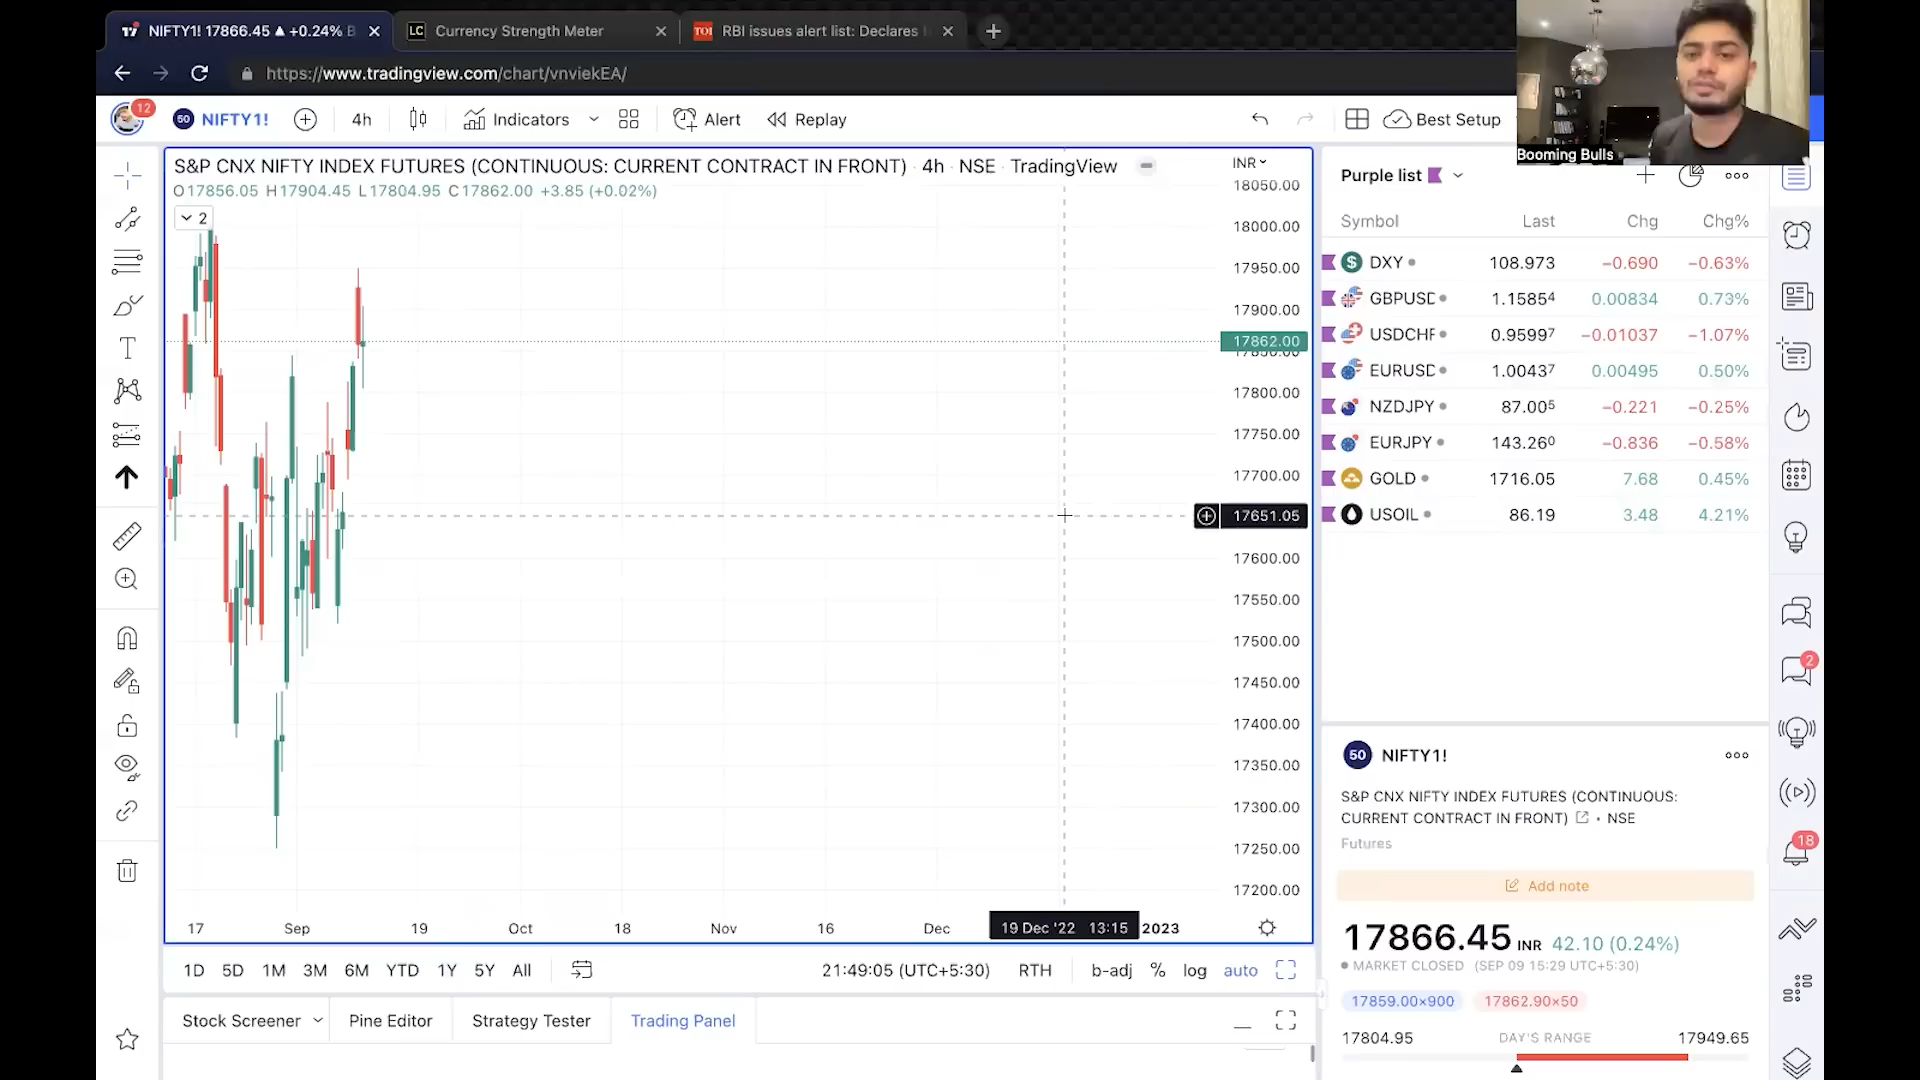 NIFTY1! 17866.45 ▲ +0.24%
Currency Strength Meter
TOI RBI issues alert list: Declares
https://www.tradingview.com/chart/vnviekEA/
Booming Bulls
12
50 NIFTY1!
4h
Indicators
Alert
Replay
Best Setup
S&P CNX NIFTY INDEX FUTURES (CONTINUOUS: CURRENT CONTRACT IN FRONT) · 4h · NSE · TradingView
O17856.05 H17904.45 L17804.95 C17862.00 +3.85 (+0.02%)
2
INR
18050.00
18000.00
17950.00
17900.00
17862.00
17850.00
17800.00
17750.00
17700.00
17651.05
17600.00
17550.00
17500.00
17450.00
17400.00
17350.00
17300.00
17250.00
17200.00
17 Sep 19 Oct 18 Nov 16 Dec 19 Dec '22 13:15 2023
1D 5D 1M 3M 6M YTD 1Y 5Y All
21:49:05 (UTC+5:30) RTH b-adj % log auto
Stock Screener Pine Editor Strategy Tester Trading Panel
Purple list
Symbol Last Chg Chg%
DXY 108.973 −0.690 −0.63%
GBPUSD 1.15854 0.00834 0.73%
USDCHF 0.95997 −0.01037 −1.07%
EURUSD 1.00437 0.00495 0.50%
NZDJPY 87.005 −0.221 −0.25%
EURJPY 143.260 −0.836 −0.58%
GOLD 1716.05 7.68 0.45%
USOIL 86.19 3.48 4.21%
50 NIFTY1!
S&P CNX NIFTY INDEX FUTURES (CONTINUOUS:
CURRENT CONTRACT IN FRONT) · NSE
Futures
Add note
17866.45 INR 42.10 (0.24%)
MARKET CLOSED (SEP 09 15:29 UTC+5:30)
17859.00×900 17862.90×50
17804.95 DAY'S RANGE 17949.65
2
18